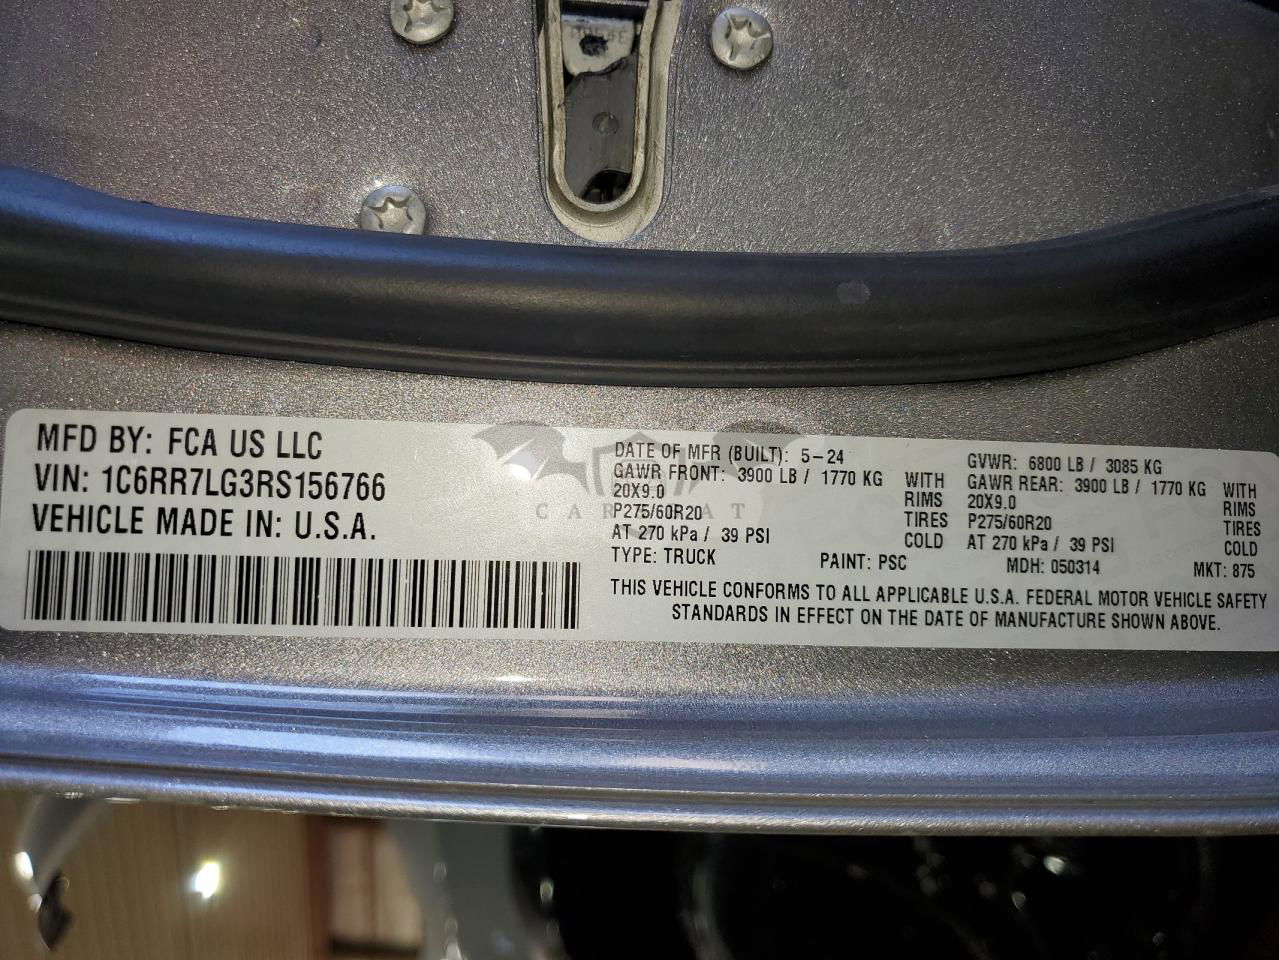 MFD BY: FCA US LLC
VIN: 1C6RR7LG3RS156766
VEHICLE MADE IN: U.S.A.
DATE OF MFR (BUILT): 5-24
GAWR FRONT: 3900 LB / 1770 KG WITH
20X9.0 RIMS
P275/60R20 TIRES
AT 270 kPa / 39 PSI COLD
GVWR: 6800 LB / 3085 KG
GAWR REAR: 3900 LB / 1770 KG WITH
20X9.0 RIMS
P275/60R20 TIRES
AT 270 kPa / 39 PSI COLD
TYPE: TRUCK PAINT: PSC MDH: 050314 MKT: 875
THIS VEHICLE CONFORMS TO ALL APPLICABLE U.S.A. FEDERAL MOTOR VEHICLE SAFETY
STANDARDS IN EFFECT ON THE DATE OF MANUFACTURE SHOWN ABOVE.